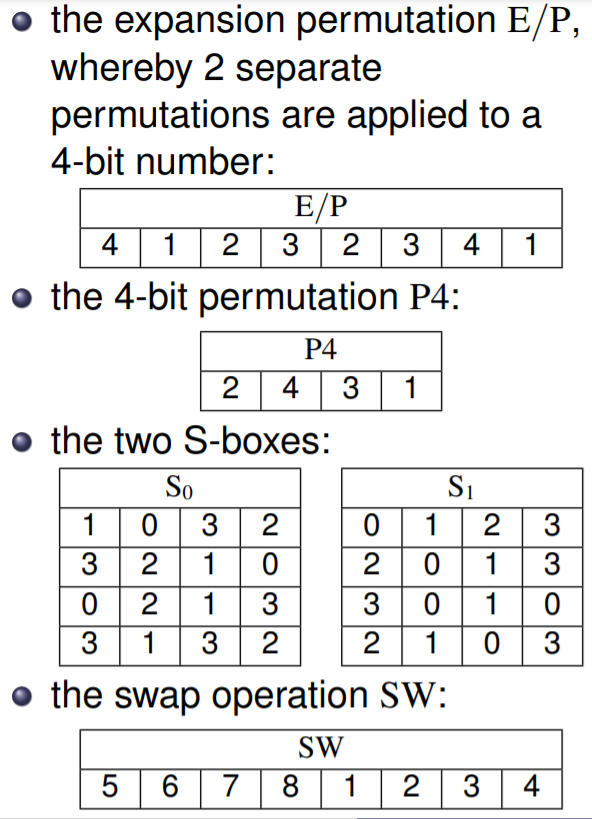 the expansion permutation E/P,
whereby 2 separate
permutations are applied to a
4-bit number:
E/P
4 1 2 3 2 3 4 1
the 4-bit permutation P4:
P4
2 4 3 1
the two S-boxes:
S0 S1
1 0 3 2 0 1 2 3
3 2 1 0 2 0 1 3
0 2 1 3 3 0 1 0
3 1 3 2 2 1 0 3
the swap operation SW:
SW
5 6 7 8 1 2 3 4